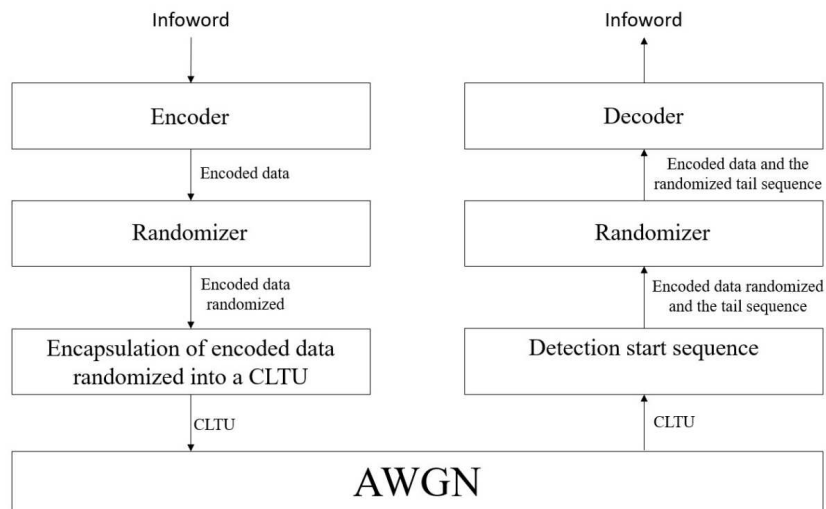 Infoword
Encoder
Encoded data
Randomizer
Encoded data
randomized
Encapsulation of encoded data
randomized into a CLTU
CLTU
Infoword
Decoder
Encoded data and the
randomized tail sequence
Randomizer
Encoded data randomized
and the tail sequence
Detection start sequence
CLTU
AWGN